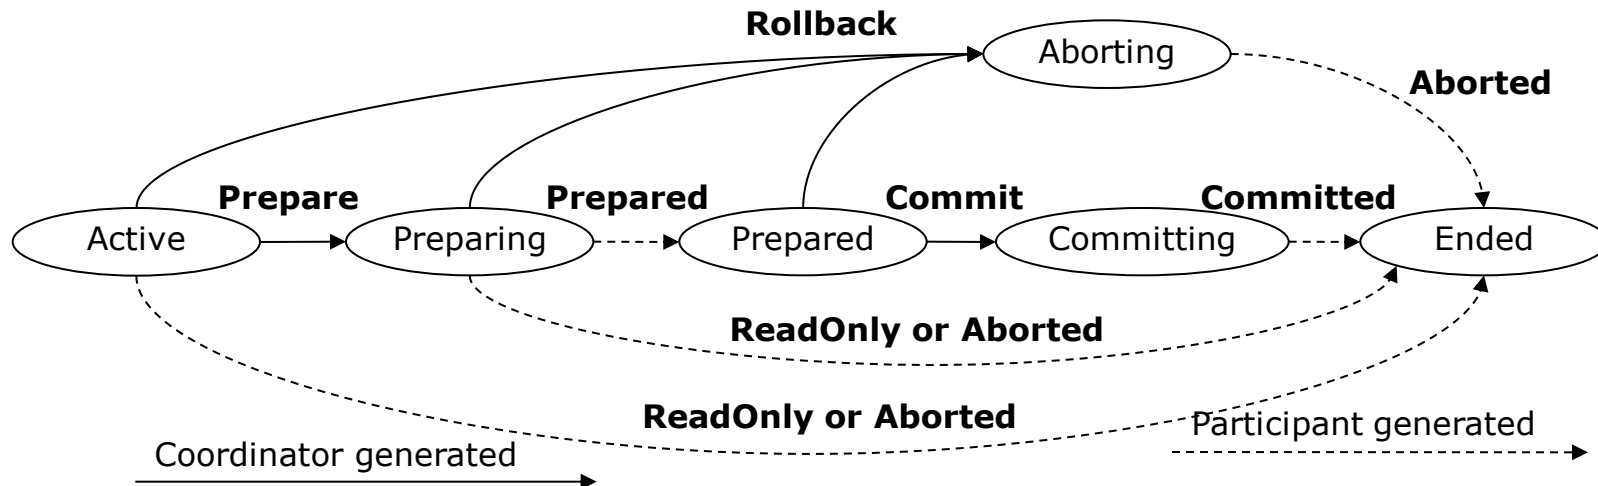 Rollback
Aborting
Aborted
Prepare
Prepared
Commit
Committed
Active
Preparing
Prepared
Committing
Ended
ReadOnly or Aborted
ReadOnly or Aborted
Participant generated
Coordinator generated